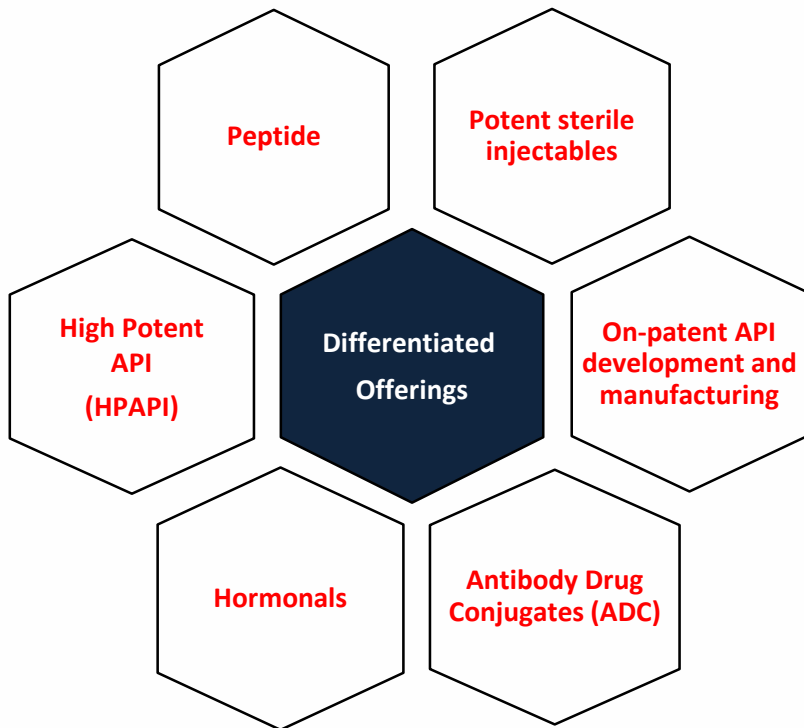 Peptide
Potent sterile
injectables
High Potent
API
(HPAPI)
Differentiated
Offerings
On-patent API
development and
manufacturing
Hormonals
Antibody Drug
Conjugates (ADC)